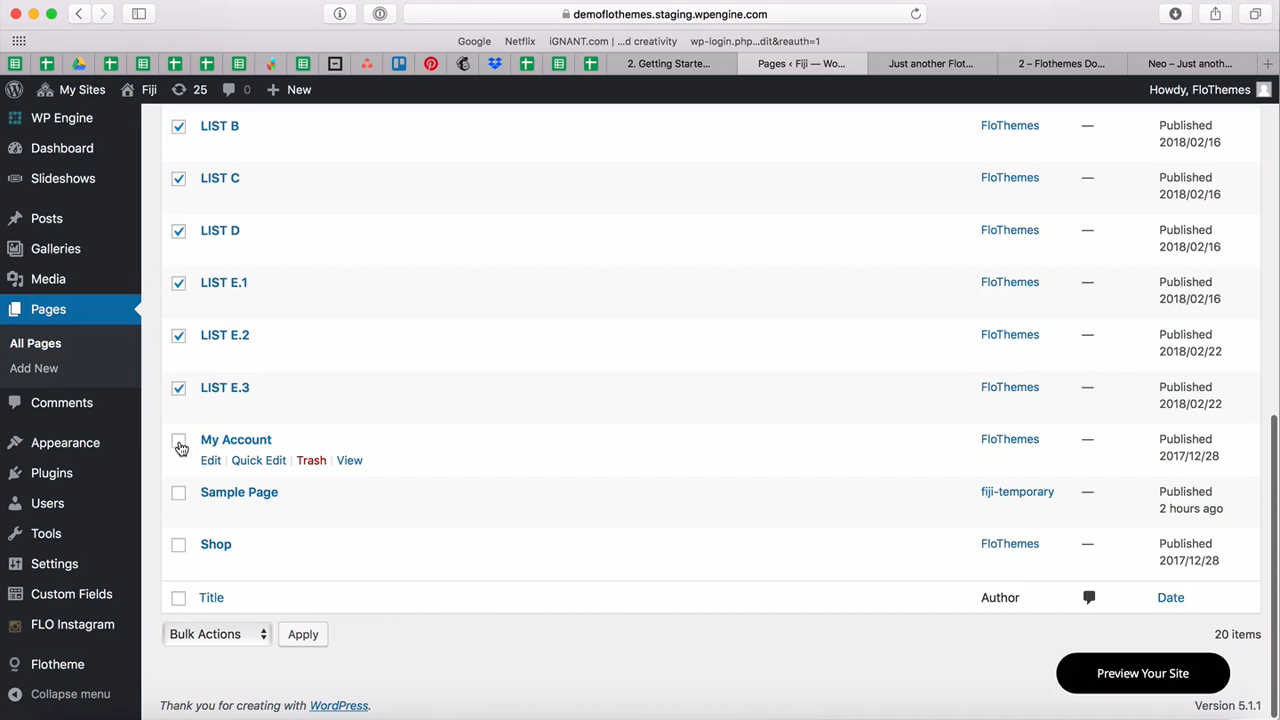 demoflothemes.staging.wpengine.com
Google Netflix iGNANT.com | ...d creativity wp-login.php...dit&reauth=1
2. Getting Starte... Pages ‹ Fiji — Wo... Just another Flot... 2 – Flothemes Do... Neo – Just anoth...
My Sites Fiji 25 0 New Howdy, FloThemes
WP Engine
Dashboard
Slideshows
Posts
Galleries
Media
Pages
All Pages
Add New
Comments
Appearance
Plugins
Users
Tools
Settings
Custom Fields
FLO Instagram
Flotheme
Collapse menu
LIST B FloThemes — Published
2018/02/16
LIST C FloThemes — Published
2018/02/16
LIST D FloThemes — Published
2018/02/16
LIST E.1 FloThemes — Published
2018/02/16
LIST E.2 FloThemes — Published
2018/02/22
LIST E.3 FloThemes — Published
2018/02/22
My Account FloThemes — Published
2017/12/28
Edit | Quick Edit | Trash | View
Sample Page fiji-temporary — Published
2 hours ago
Shop FloThemes — Published
2017/12/28
Title Author Date
Bulk Actions Apply 20 items
Preview Your Site
Thank you for creating with WordPress. Version 5.1.1